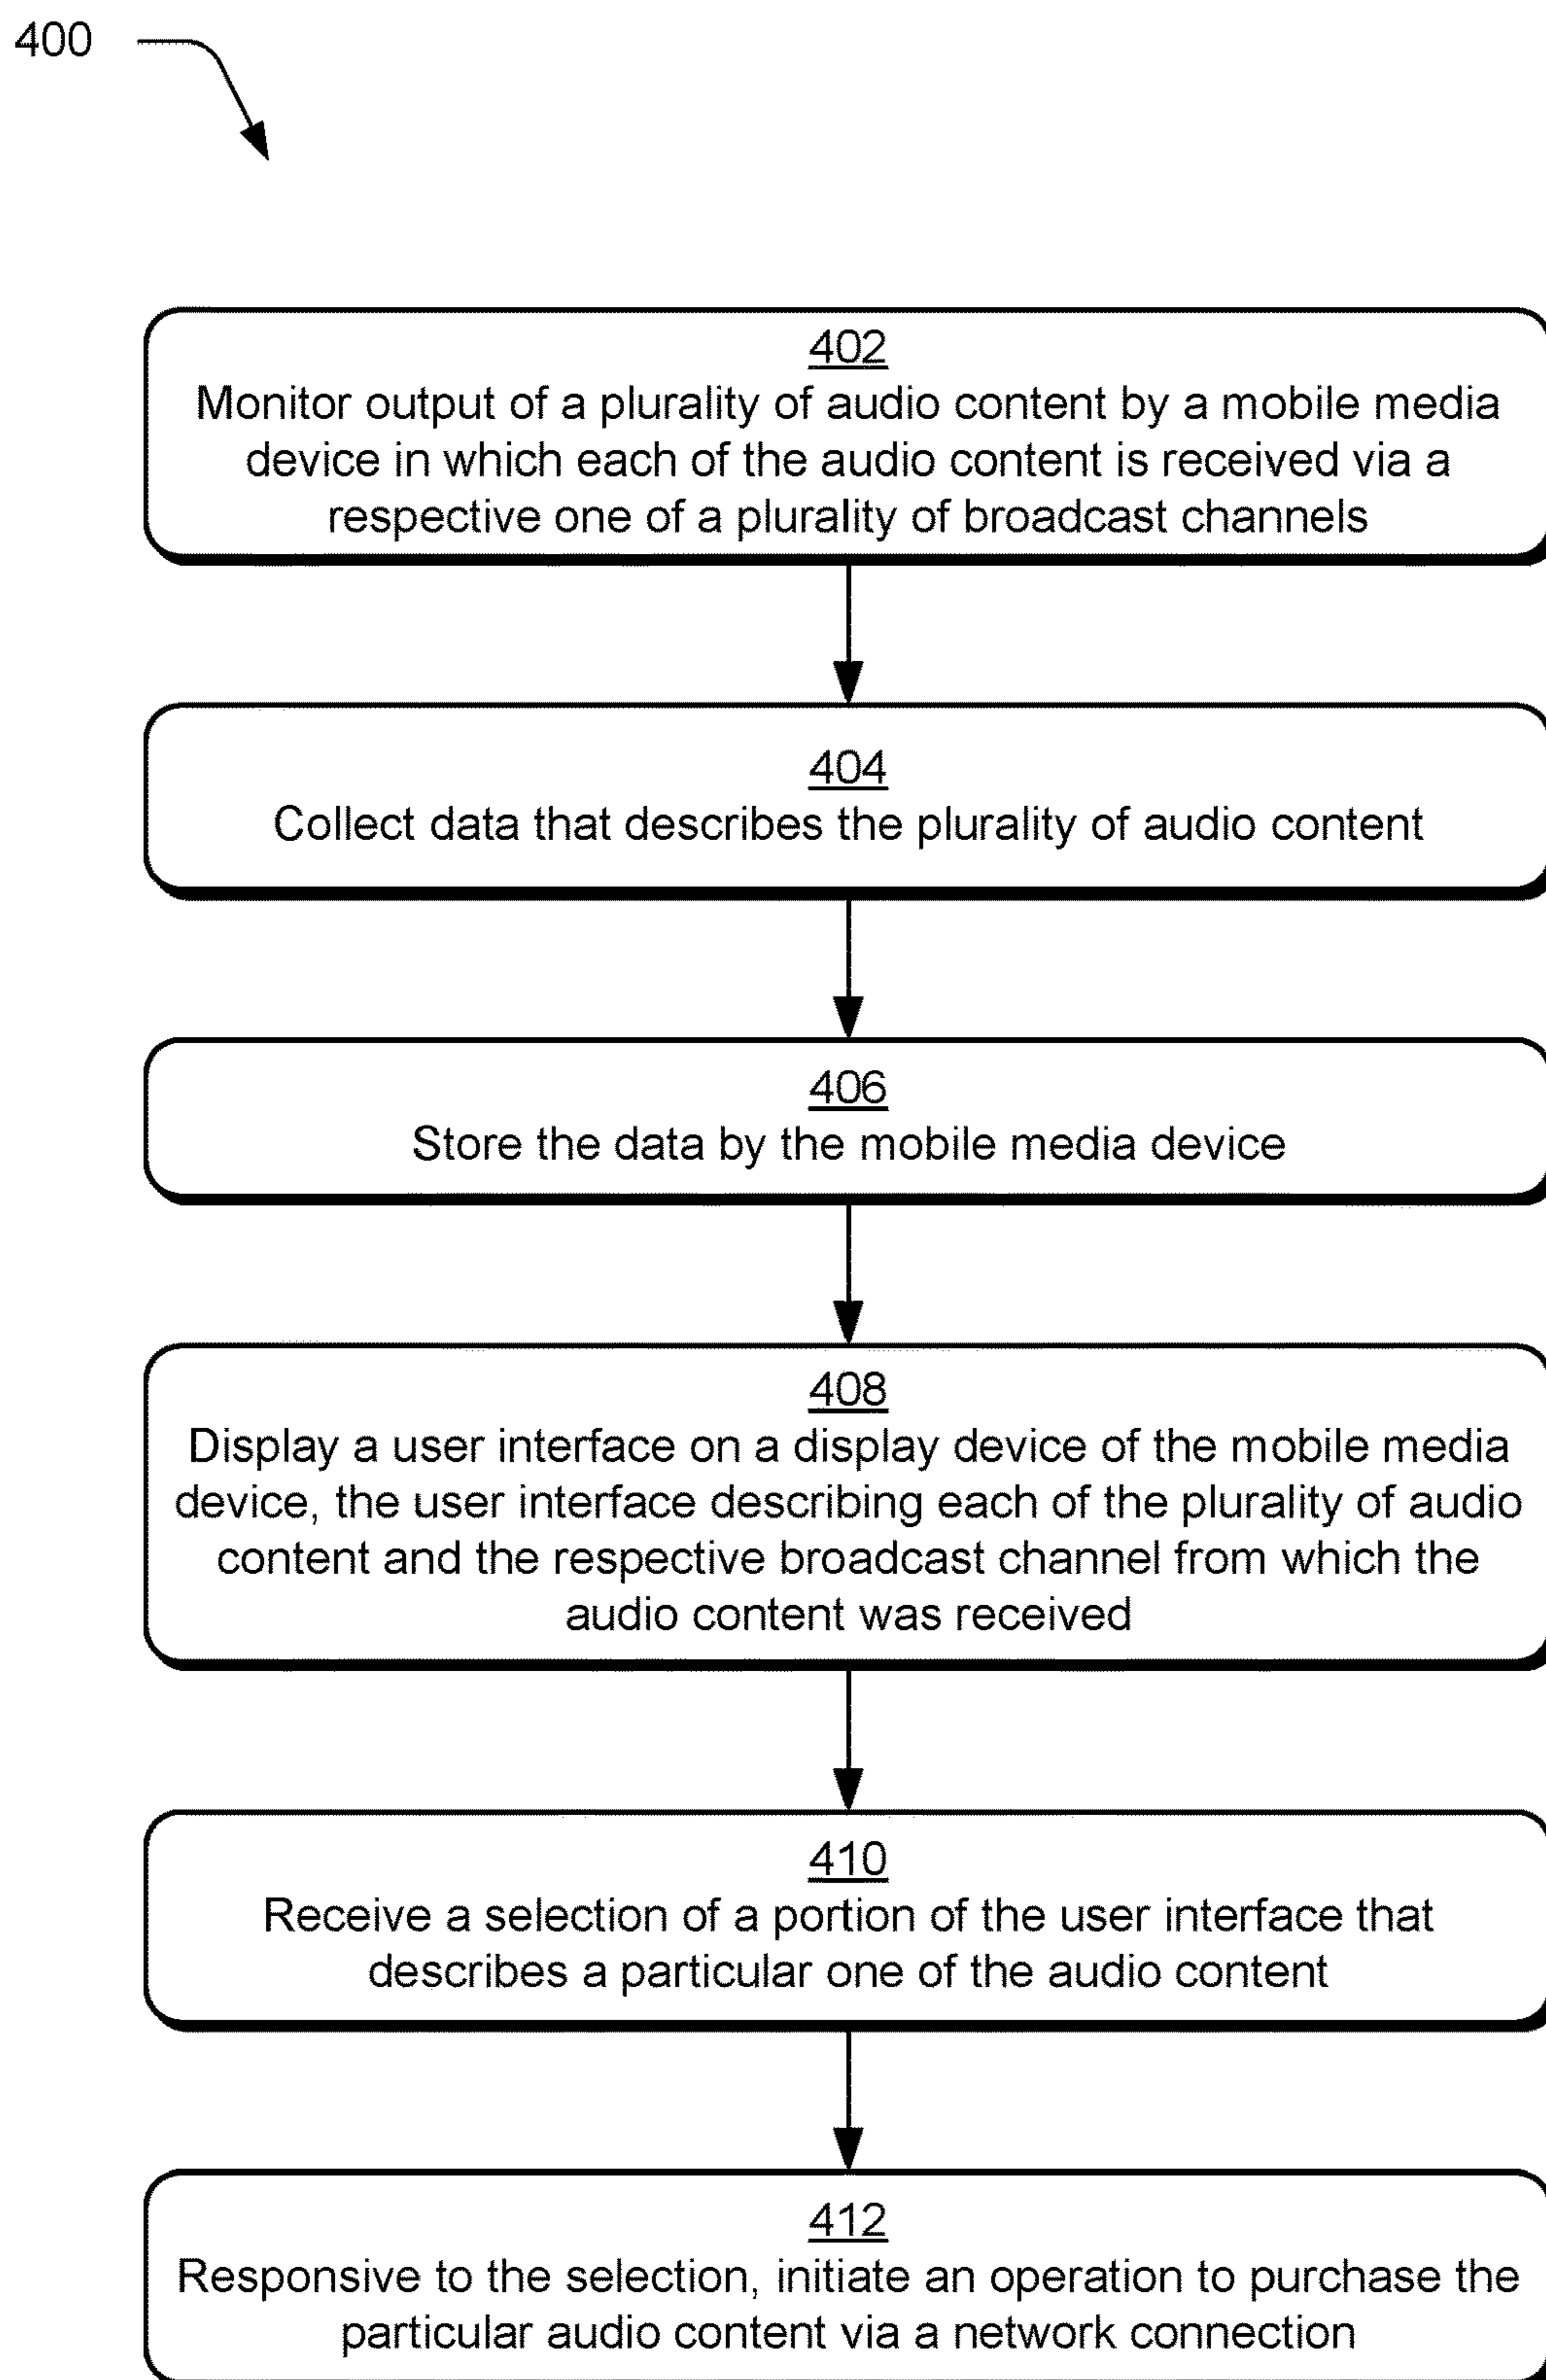 400
402
Monitor output of a plurality of audio content by a mobile media
device in which each of the audio content is received via a
respective one of a plurality of broadcast channels
404
Collect data that describes the plurality of audio content
406
Store the data by the mobile media device
408
Display a user interface on a display device of the mobile media
device, the user interface describing each of the plurality of audio
content and the respective broadcast channel from which the
audio content was received
410
Receive a selection of a portion of the user interface that
describes a particular one of the audio content
412
Responsive to the selection, initiate an operation to purchase the
particular audio content via a network connection